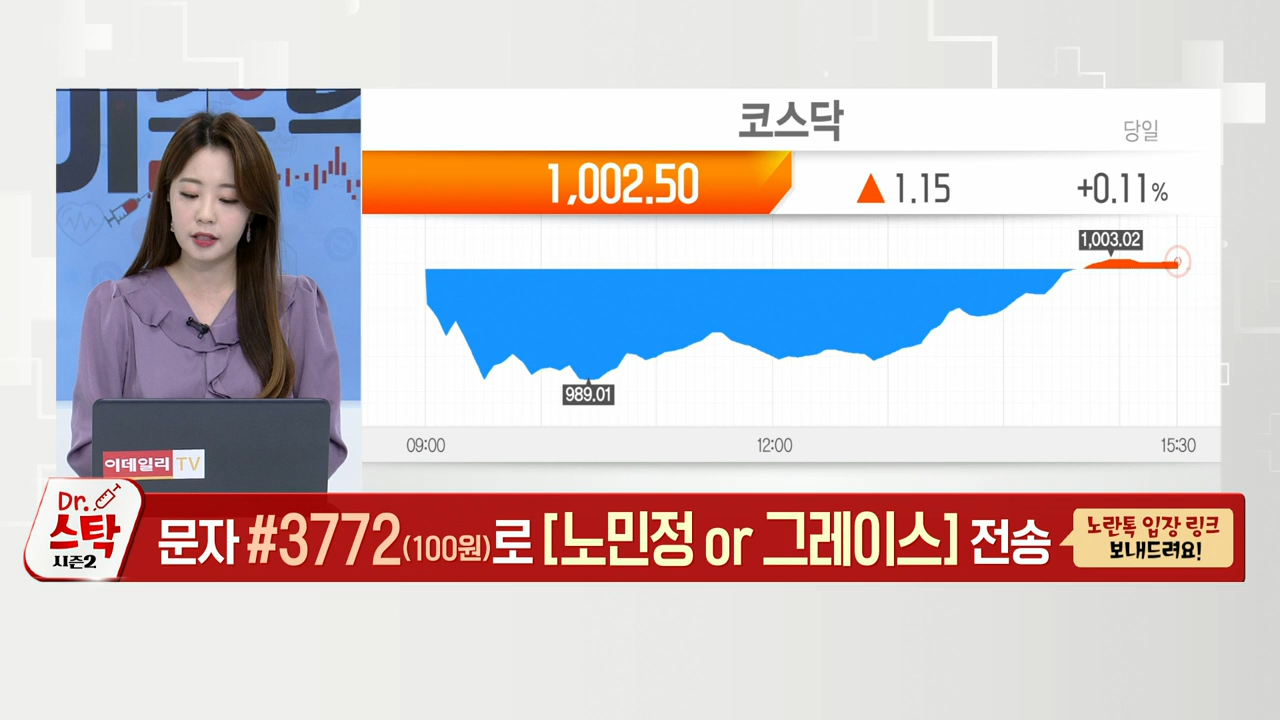 코스닥
당일
1,002.50
▲ 1.15
+0.11%
1,003.02
989.01
09:00
12:00
15:30
이데일리 TV
Dr.
스탁
시즌2
문자 #3772(100원)로 [노민정 or 그레이스] 전송
노란톡 입장 링크
보내드려요!